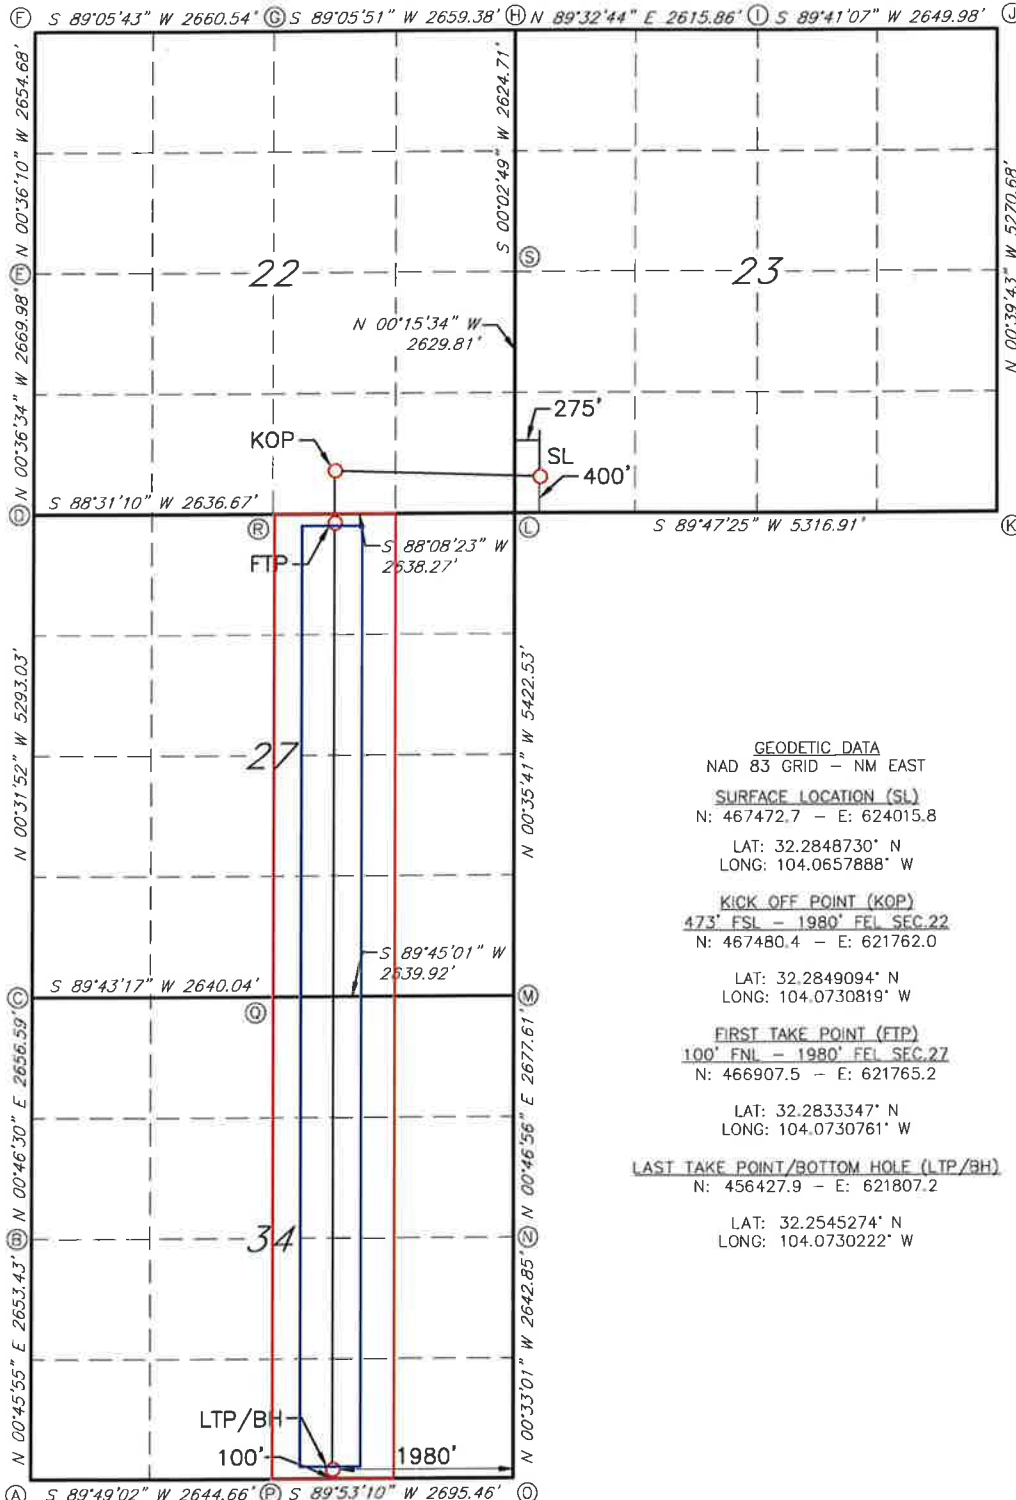 F S 89°05'43" W 2660.54' G S 89°05'51" W 2659.38' H N 89°32'44" E 2615.86' I S 89°41'07" W 2649.98' J
N 00°36'10" W 2654.68'
S 00°02'49" W 2624.71'
N 00°39'43" W 5270.68'
E
22
S
23
N 00°15'34" W
2629.81'
N 00°36'34" W 2669.98'
275'
KOP
SL
400'
D
S 88°31'10" W 2636.67'
R
L
S 89°47'25" W 5316.91'
K
S 88°08'23" W
2638.27'
FTP
N 00°31'52" W 5293.03'
N 00°35'41" W 5422.53'
27
S 89°45'01" W
2639.92'
C
S 89°43'17" W 2640.04'
Q
M
N 00°46'30" E 2656.59'
N 00°46'56" E 2677.61'
B
34
N
N 00°45'55" E 2653.43'
N 00°33'01" W 2642.85'
LTP/BH
100'
1980'
A S 89°49'02" W 2644.66' P S 89°53'10" W 2695.46' O
GEODETIC DATA
NAD 83 GRID – NM EAST
SURFACE LOCATION (SL)
N: 467472.7 – E: 624015.8
LAT: 32.2848730° N
LONG: 104.0657888° W
KICK OFF POINT (KOP)
473' FSL – 1980' FEL SEC.22
N: 467480.4 – E: 621762.0
LAT: 32.2849094° N
LONG: 104.0730819° W
FIRST TAKE POINT (FTP)
100' FNL – 1980' FEL SEC.27
N: 466907.5 – E: 621765.2
LAT: 32.2833347° N
LONG: 104.0730761° W
LAST TAKE POINT/BOTTOM HOLE (LTP/BH)
N: 456427.9 – E: 621807.2
LAT: 32.2545274° N
LONG: 104.0730222° W